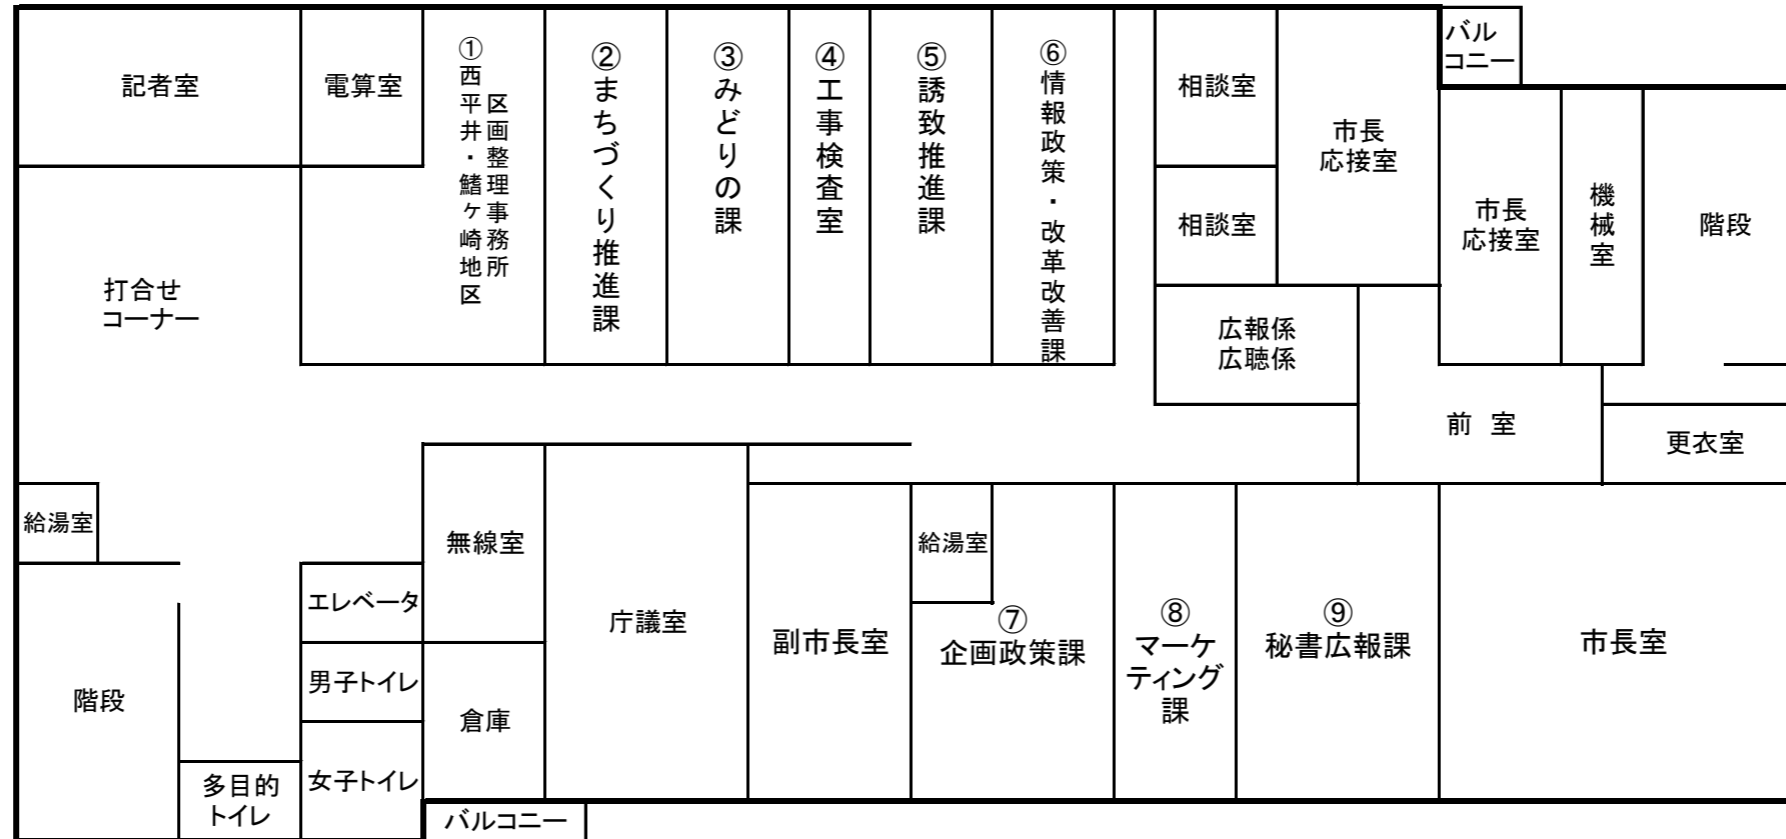 記者室
電算室
①
西平井・鰭ケ崎地区
区画整理事務所
②まちづくり推進課
③みどりの課
④工事検査室
⑤誘致推進課
⑥情報政策・改革改善課
相談室
相談室
市長
応接室
バル
コニー
市長
応接室
機械室
階段
打合せ
コーナー
広報係
広聴係
前 室
更衣室
給湯室
無線室
エレベータ
男子トイレ
女子トイレ
階段
多目的
トイレ
倉庫
バルコニー
庁議室
副市長室
給湯室
⑦
企画政策課
⑧
マーケ
ティング
課
⑨
秘書広報課
市長室